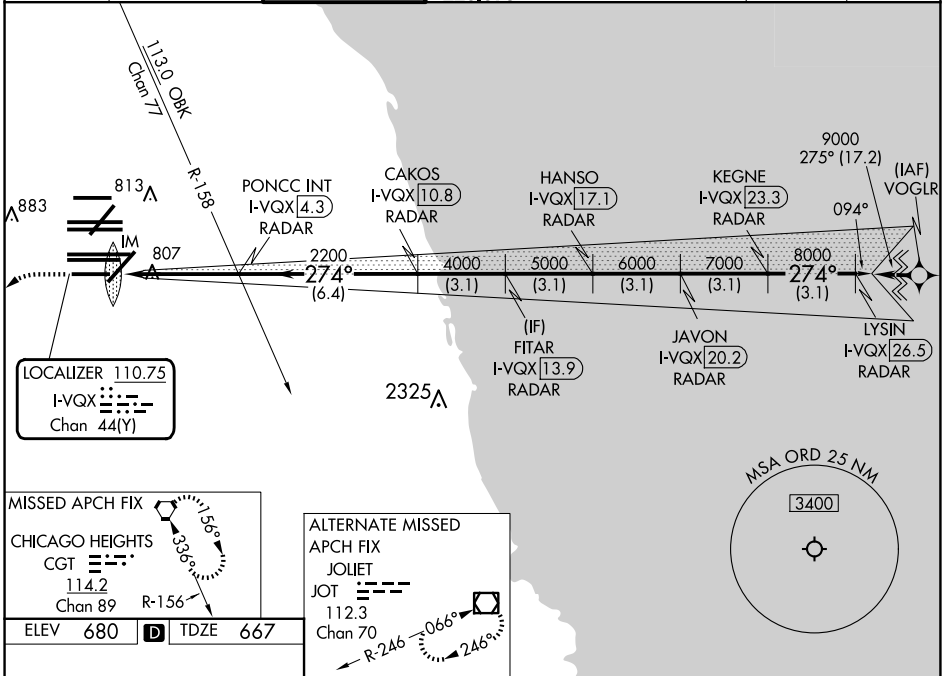 113.0 OBK
Chan 77
R-158
813
883
IM
807
PONCC INT
I-VQX 4.3
RADAR
CAKOS
I-VQX 10.8
RADAR
HANSO
I-VQX 17.1
RADAR
KEGNE
I-VQX 23.3
RADAR
9000
275° (17.2)
(IAF)
VOGLR
094°
2200
274°
(6.4)
4000
(3.1)
5000
(3.1)
6000
(3.1)
7000
(3.1)
8000
274°
(3.1)
(IF)
FITAR
I-VQX 13.9
RADAR
JAVON
I-VQX 20.2
RADAR
LYSIN
I-VQX 26.5
RADAR
LOCALIZER 110.75
I-VQX
Chan 44(Y)
2325
MSA ORD 25 NM
3400
MISSED APCH FIX
CHICAGO HEIGHTS
CGT
114.2
Chan 89
156°
336°
R-156
ALTERNATE MISSED
APCH FIX
JOLIET
JOT
112.3
Chan 70
R-246
066°
246°
ELEV 680 D TDZE 667